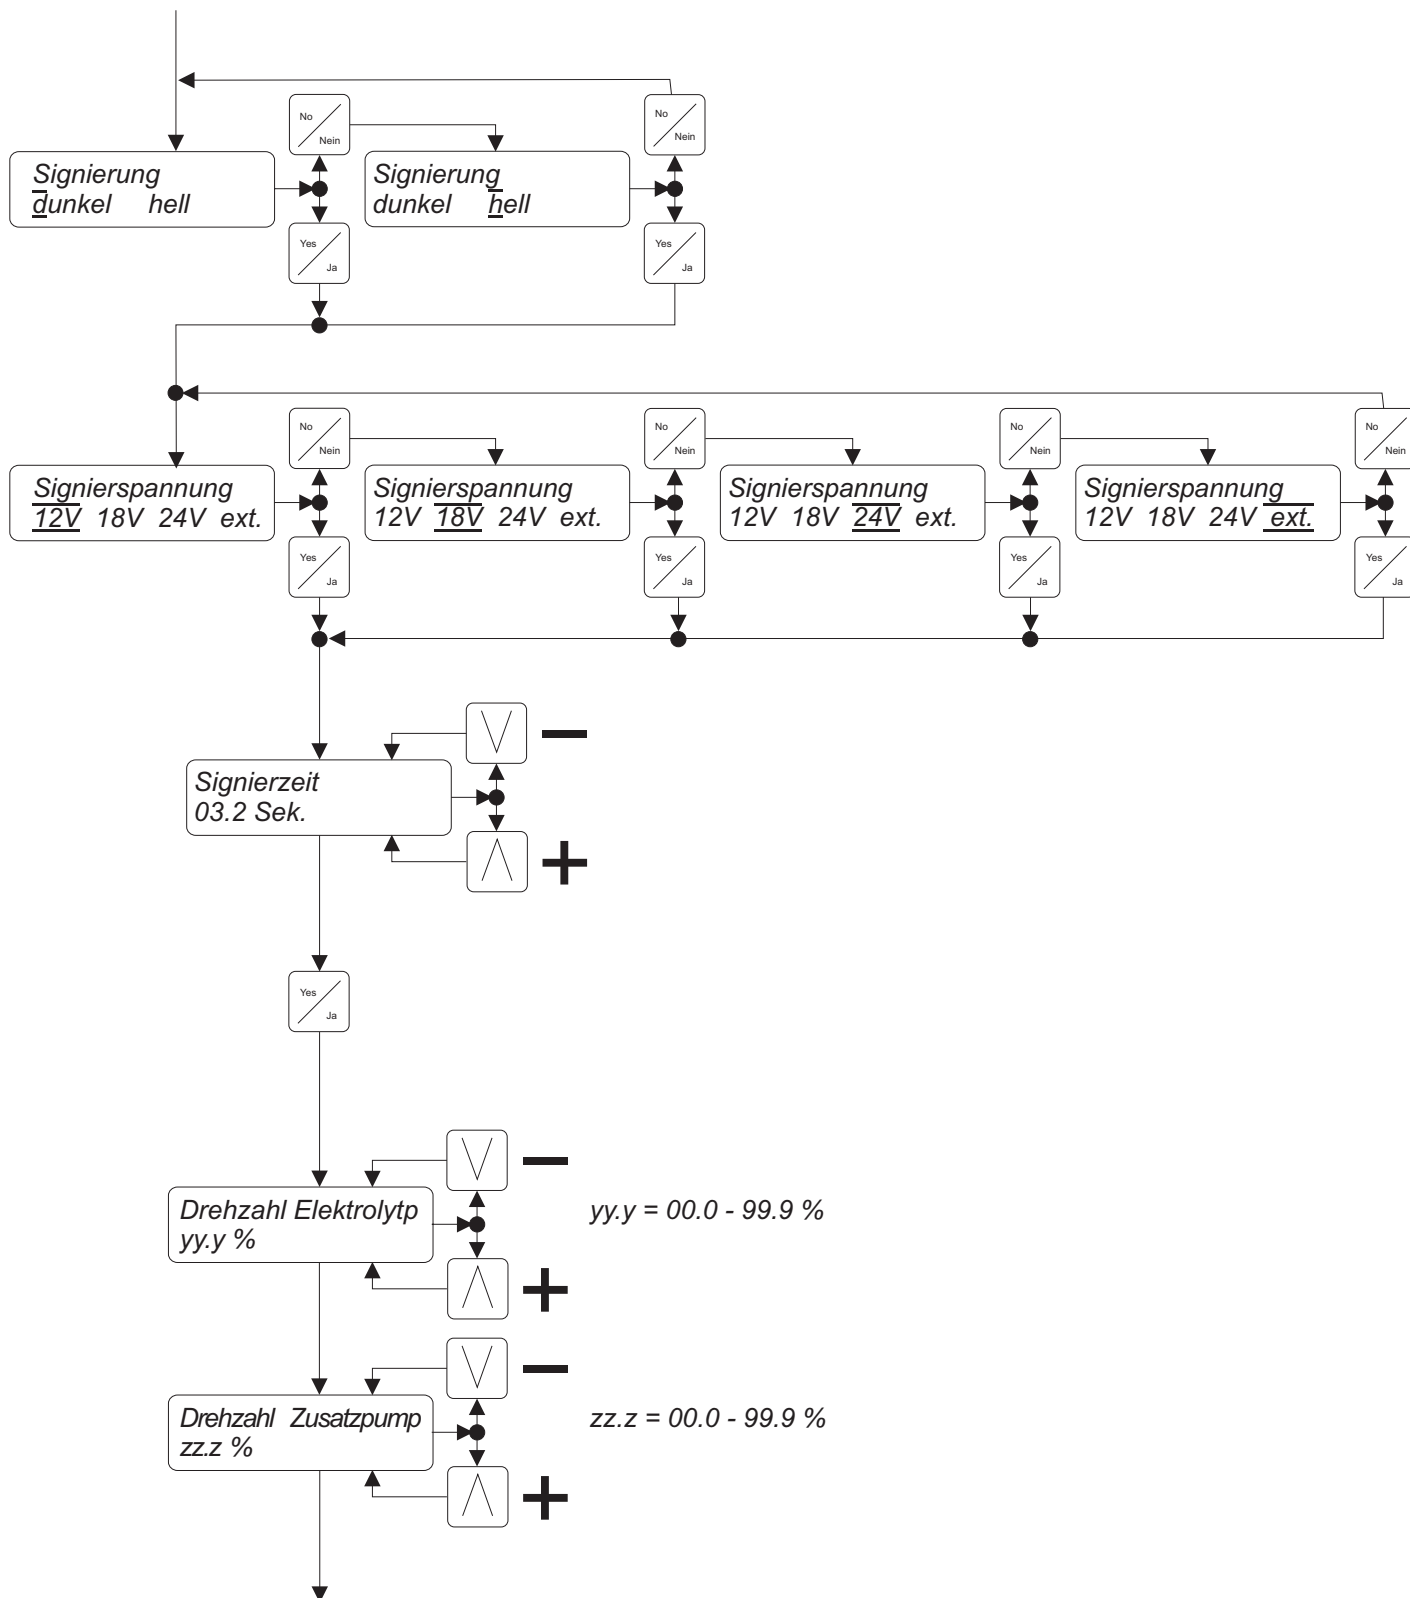 No
Nein
No
Nein
Signierung
dunkel hell
Signierung
dunkel hell
Yes
Ja
Yes
Ja
No
Nein
No
Nein
No
Nein
No
Nein
Signierspannung
12V 18V 24V ext.
Signierspannung
12V 18V 24V ext.
Signierspannung
12V 18V 24V ext.
Signierspannung
12V 18V 24V ext.
Yes
Ja
Yes
Ja
Yes
Ja
Yes
Ja
−
Signierzeit
03.2 Sek.
+
Yes
Ja
−
Drehzahl Elektrolytp
yy.y %
yy.y = 00.0 - 99.9 %
+
−
Drehzahl Zusatzpump
zz.z %
zz.z = 00.0 - 99.9 %
+